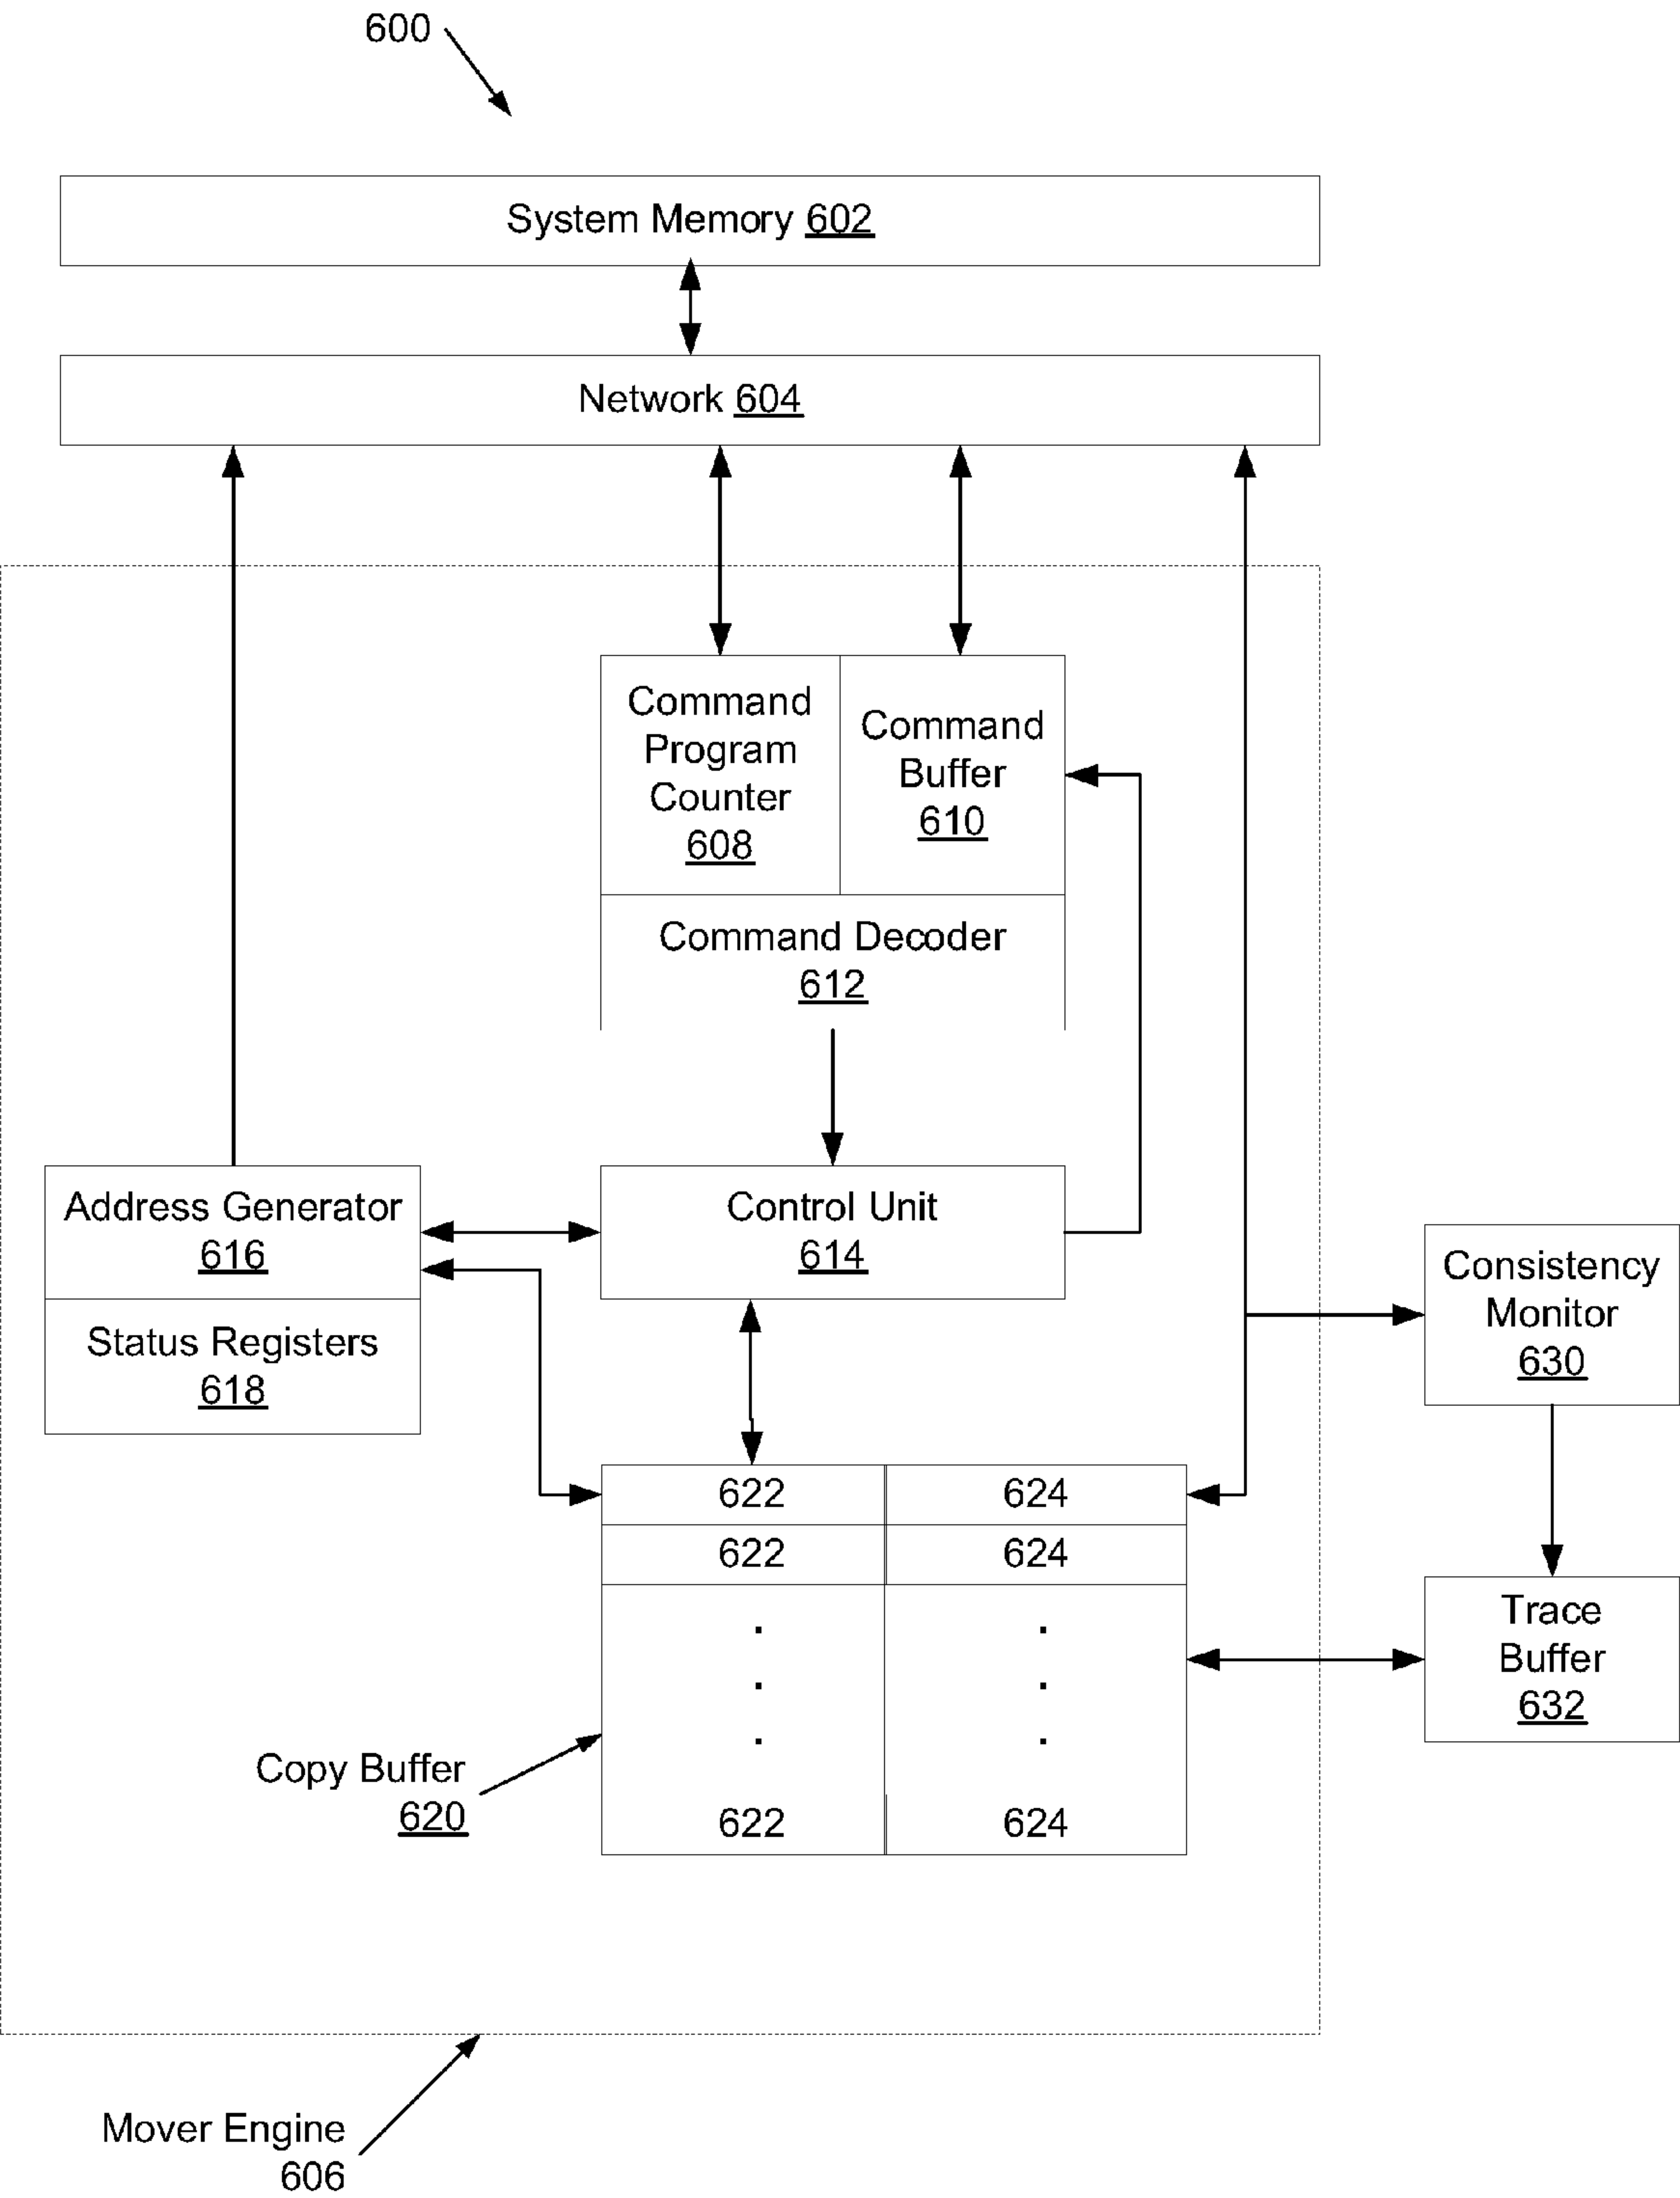 600
System Memory 602
Network 604
Command
Program
Counter
608
Command
Buffer
610
Command Decoder
612
Address Generator
616
Control Unit
614
Status Registers
618
Consistency
Monitor
630
622 624
622 624
Trace
Buffer
632
Copy Buffer
620
622 624
Mover Engine
606